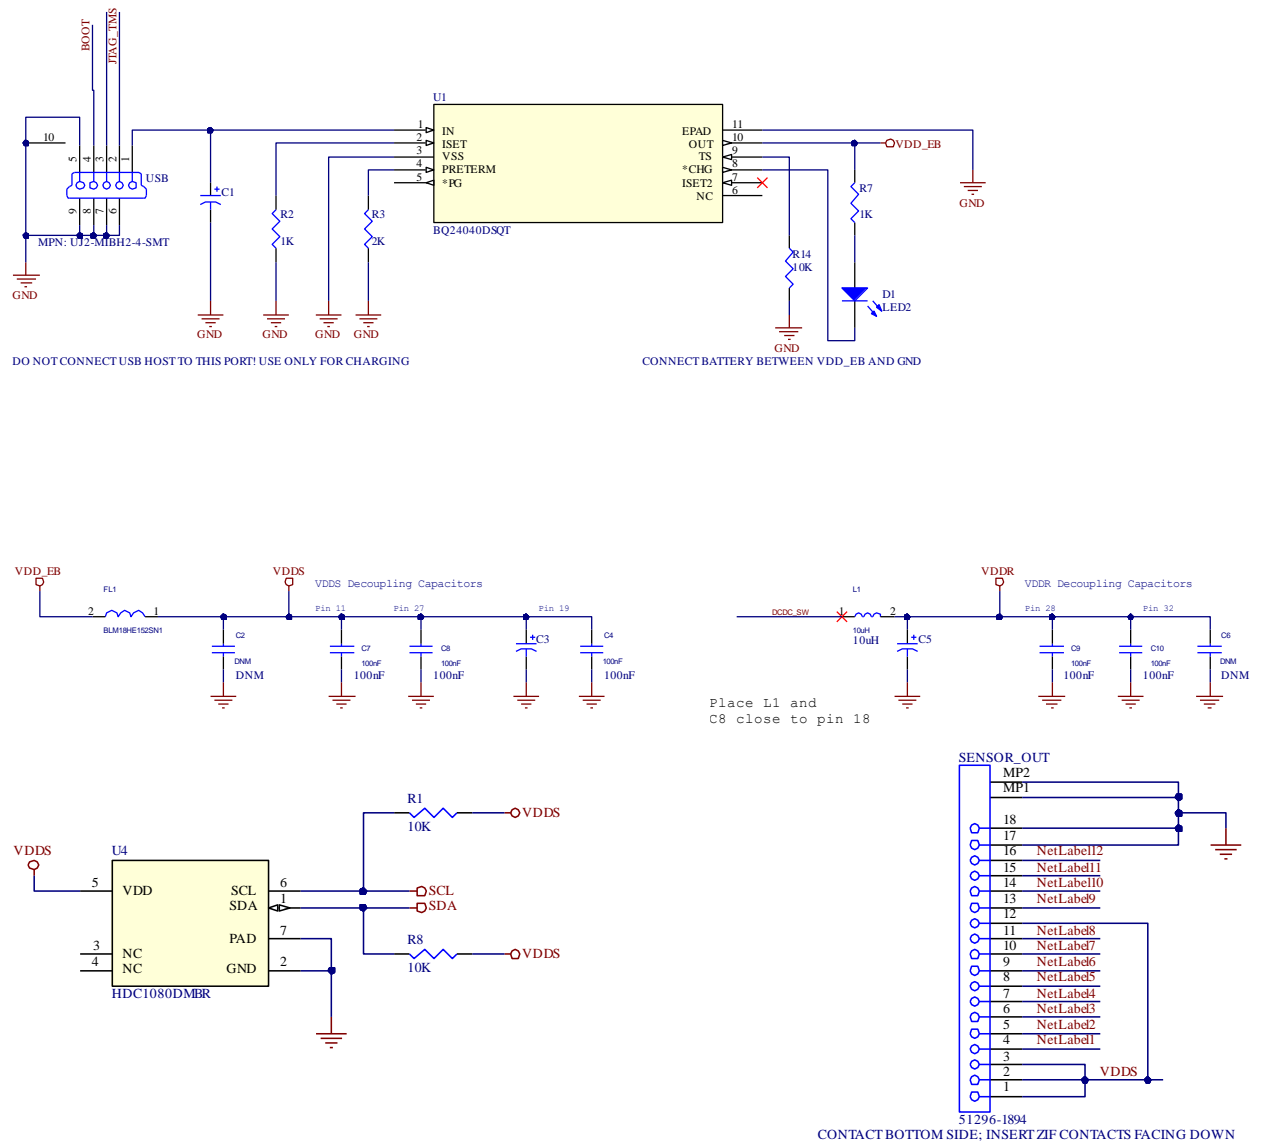 BOOT
JTAG_TMS
10
5
4
3
2
1
USB
9
8
7
6
MPN: UJ2-MIBH2-4-SMT
GND
C1
GND
R2
1K
GND
GND
R3
2K
GND
U1
1
IN
2
ISET
3
VSS
4
PRETERM
5
*PG
EPAD
11
OUT
10
TS
9
*CHG
8
ISET2
7
NC
6
BQ24040DSQT
VDD_EB
GND
R7
1K
R14
10K
GND
D1
LED2
DO NOT CONNECT USB HOST TO THIS PORT! USE ONLY FOR CHARGING
CONNECT BATTERY BETWEEN VDD_EB AND GND
VDD_EB
FL1
2
1
BLM18HE152SN1
VDDS
VDDS Decoupling Capacitors
Pin 11
Pin 27
Pin 19
C2
DNM
DNM
C7
100nF
100nF
C8
100nF
100nF
C3
C4
100nF
100nF
DCDC_SW
L1
1
2
10uH
10uH
VDDR
VDDR Decoupling Capacitors
Pin 28
Pin 32
C5
C9
100nF
100nF
C10
100nF
100nF
C6
DNM
DNM
Place L1 and
C8 close to pin 18
VDDS
U4
5
VDD
3
NC
4
NC
SCL
6
SDA
1
PAD
7
GND
2
HDC1080DMBR
R1
10K
VDDS
SCL
SDA
R8
10K
VDDS
SENSOR_OUT
MP2
MP1
18
17
16 NetLabel12
15 NetLabel11
14 NetLabel10
13 NetLabel9
12
11 NetLabel8
10 NetLabel7
9 NetLabel6
8 NetLabel5
7 NetLabel4
6 NetLabel3
5 NetLabel2
4 NetLabel1
3
2 VDDS
1
51296-1894
CONTACT BOTTOM SIDE; INSERT ZIF CONTACTS FACING DOWN